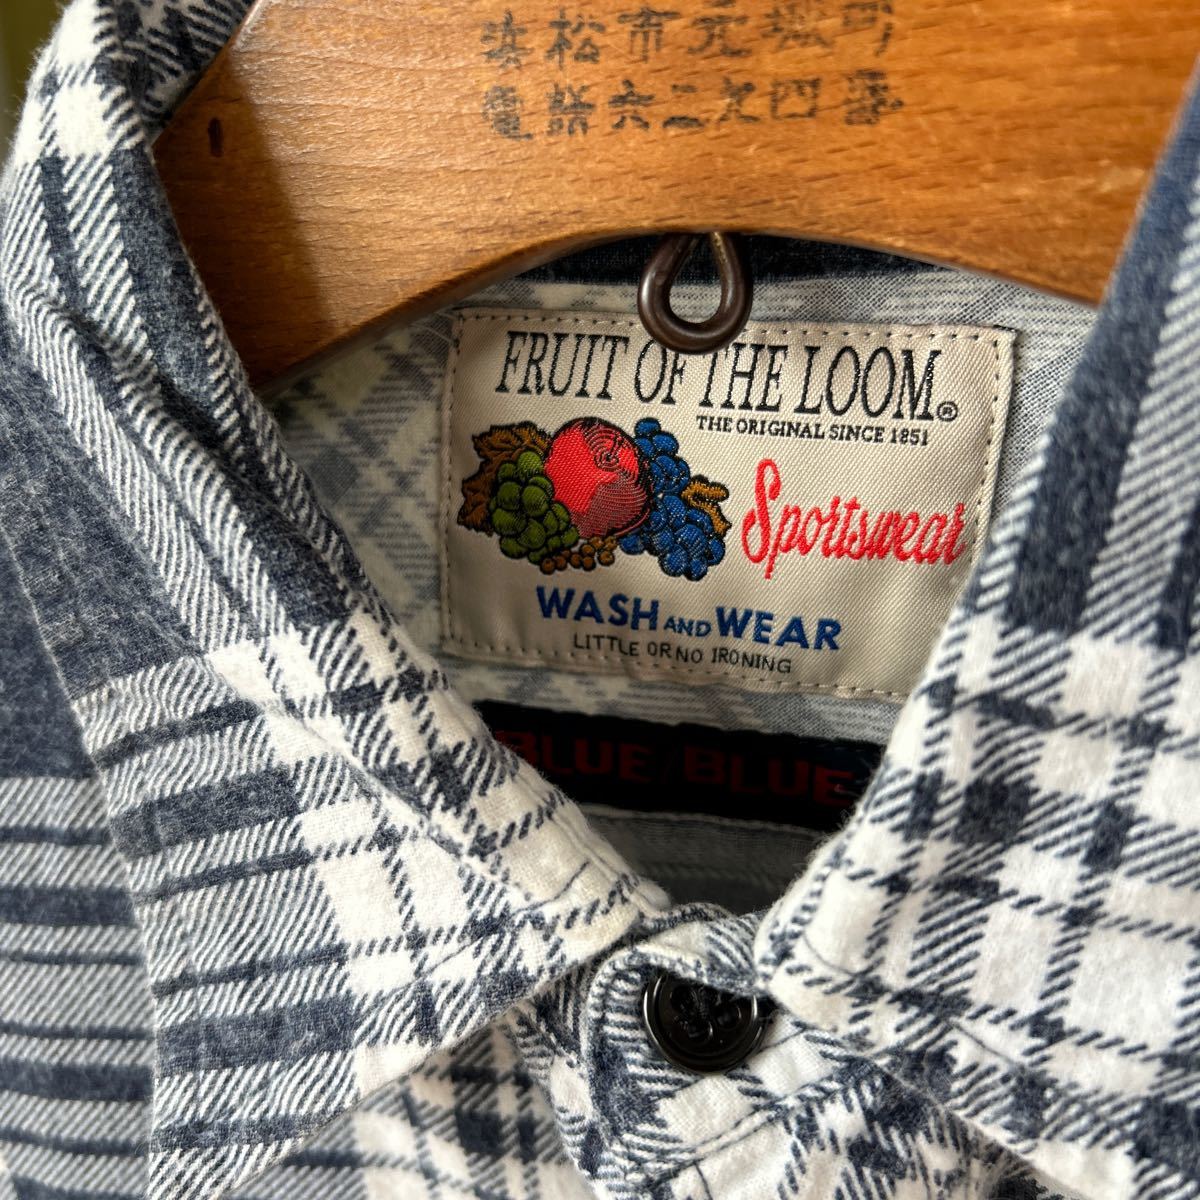 浜松市元城町
電話六二九四番
FRUIT OF THE LOOM®
THE ORIGINAL SINCE 1851
Sportswear
WASH AND WEAR
LITTLE OR NO IRONING
BLUE/BLUE